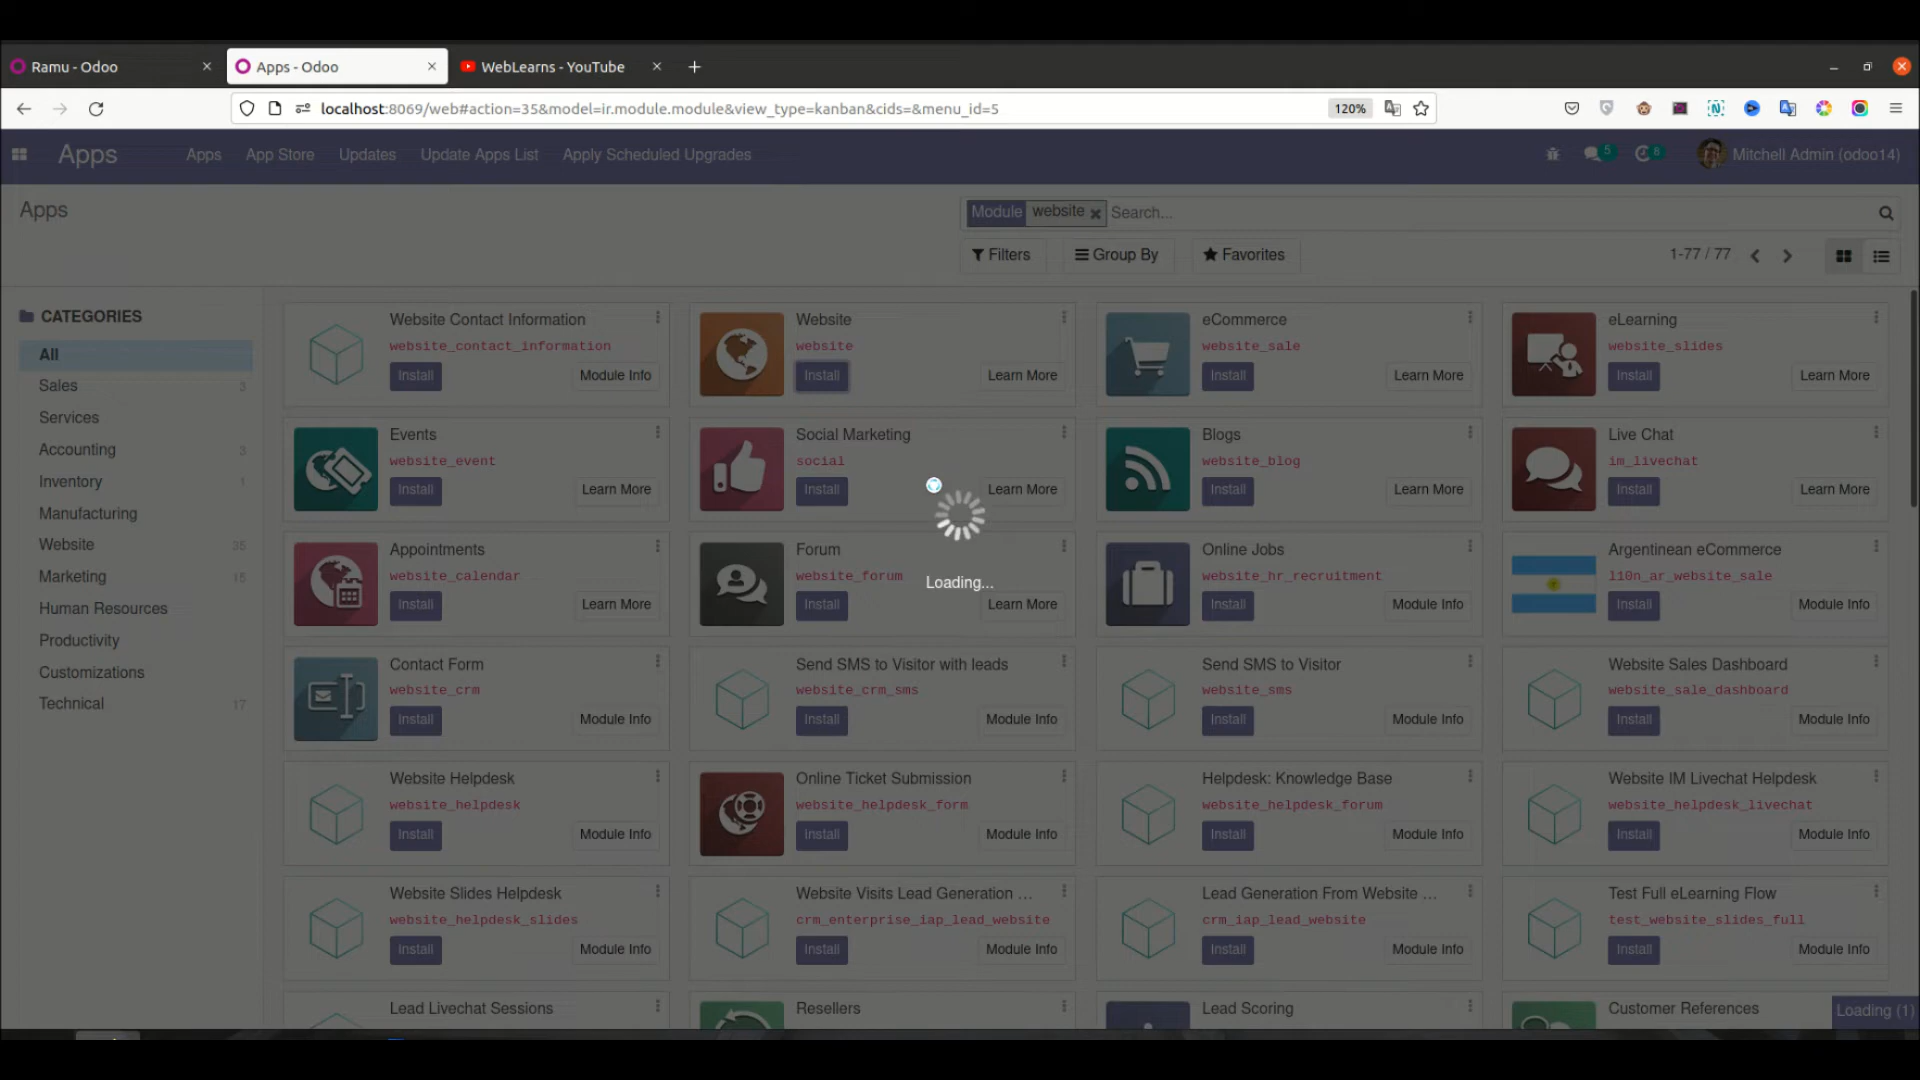 Ramu - Odoo
Apps - Odoo
WebLearns - YouTube
localhost:8069/web#action=35&model=ir.module.module&view_type=kanban&cids=&menu_id=5
120%
Apps
Apps
App Store
Updates
Update Apps List
Apply Scheduled Upgrades
5
8
Mitchell Admin (odoo14)
Apps
Module website Search...
Filters
Group By
Favorites
1-77 / 77
CATEGORIES
All
Sales 3
Services
Accounting 3
Inventory 1
Manufacturing
Website 35
Marketing 15
Human Resources
Productivity
Customizations
Technical 17
Website Contact Information
website_contact_information
Install Module Info
Website
website
Install Learn More
eCommerce
website_sale
Install Learn More
eLearning
website_slides
Install Learn More
Events
website_event
Install Learn More
Social Marketing
social
Install Learn More
Blogs
website_blog
Install Learn More
Live Chat
im_livechat
Install Learn More
Appointments
website_calendar
Install Learn More
Forum
website_forum
Install Learn More
Online Jobs
website_hr_recruitment
Install Module Info
Argentinean eCommerce
l10n_ar_website_sale
Install Module Info
Loading...
Contact Form
website_crm
Install Module Info
Send SMS to Visitor with leads
website_crm_sms
Install Module Info
Send SMS to Visitor
website_sms
Install Module Info
Website Sales Dashboard
website_sale_dashboard
Install Module Info
Website Helpdesk
website_helpdesk
Install Module Info
Online Ticket Submission
website_helpdesk_form
Install Module Info
Helpdesk: Knowledge Base
website_helpdesk_forum
Install Module Info
Website IM Livechat Helpdesk
website_helpdesk_livechat
Install Module Info
Website Slides Helpdesk
website_helpdesk_slides
Install Module Info
Website Visits Lead Generation ...
crm_enterprise_iap_lead_website
Install Module Info
Lead Generation From Website ...
crm_iap_lead_website
Install Module Info
Test Full eLearning Flow
test_website_slides_full
Install Module Info
Lead Livechat Sessions
Resellers
Lead Scoring
Customer References
Loading (1)